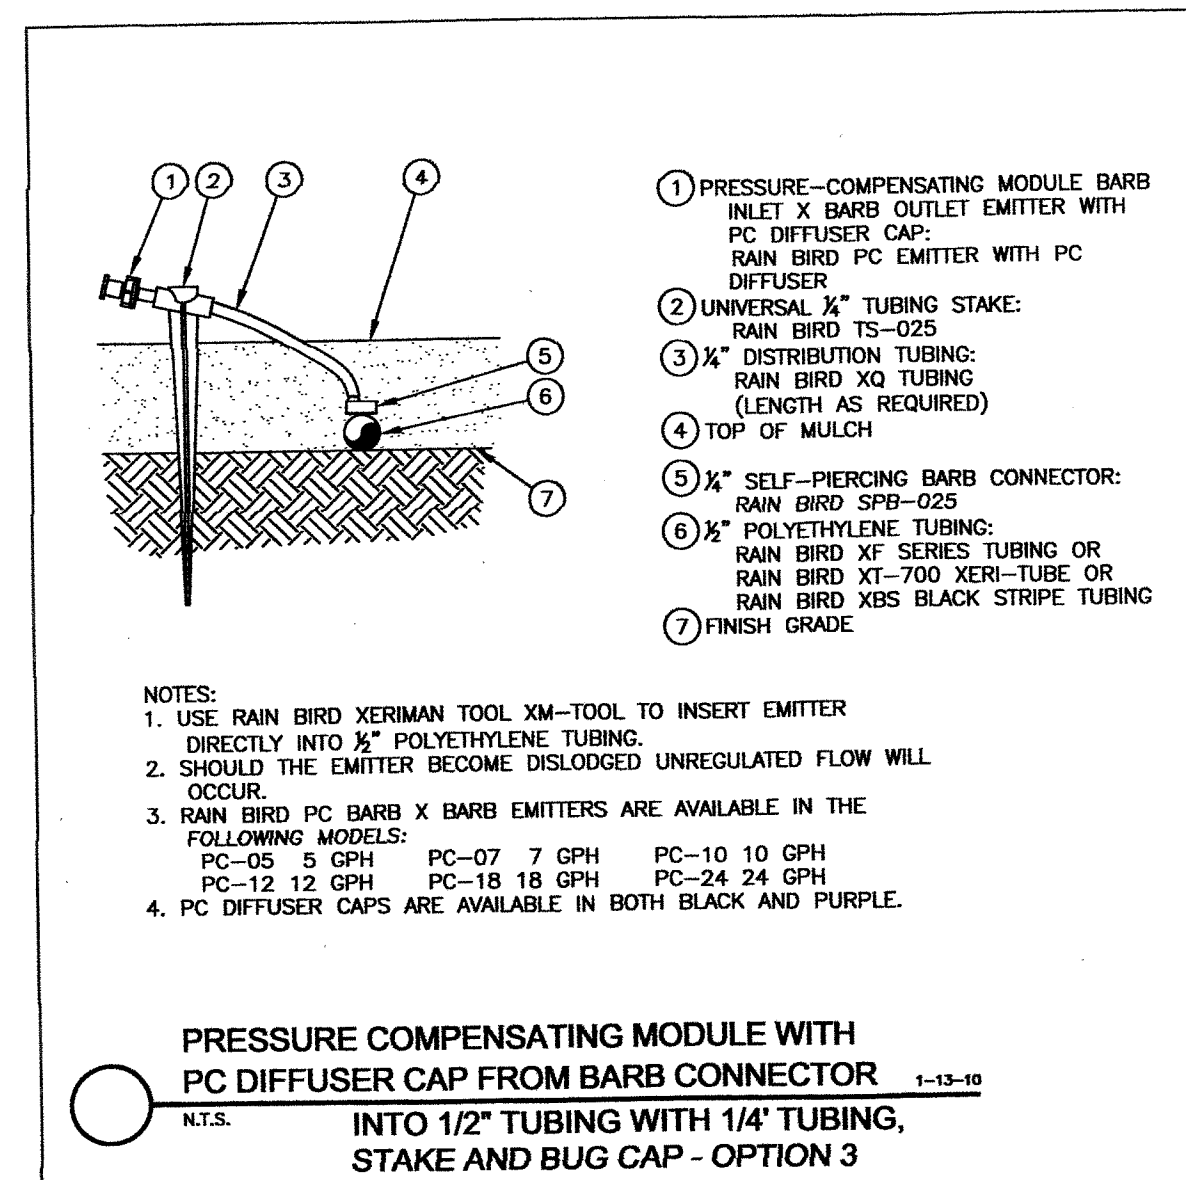 1 2 3 4
5
6
7
1 PRESSURE-COMPENSATING MODULE BARB
INLET X BARB OUTLET EMITTER WITH
PC DIFFUSER CAP:
RAIN BIRD PC EMITTER WITH PC
DIFFUSER
2 UNIVERSAL 1/4" TUBING STAKE:
RAIN BIRD TS-025
3 1/4" DISTRIBUTION TUBING:
RAIN BIRD XQ TUBING
(LENGTH AS REQUIRED)
4 TOP OF MULCH
5 1/4" SELF-PIERCING BARB CONNECTOR:
RAIN BIRD SPB-025
6 1/2" POLYETHYLENE TUBING:
RAIN BIRD XF SERIES TUBING OR
RAIN BIRD XT-700 XERI-TUBE OR
RAIN BIRD XBS BLACK STRIPE TUBING
7 FINISH GRADE
NOTES:
1. USE RAIN BIRD XERIMAN TOOL XM-TOOL TO INSERT EMITTER
DIRECTLY INTO 1/2" POLYETHYLENE TUBING.
2. SHOULD THE EMITTER BECOME DISLODGED UNREGULATED FLOW WILL
OCCUR.
3. RAIN BIRD PC BARB X BARB EMITTERS ARE AVAILABLE IN THE
FOLLOWING MODELS:
PC-05 5 GPH PC-07 7 GPH PC-10 10 GPH
PC-12 12 GPH PC-18 18 GPH PC-24 24 GPH
4. PC DIFFUSER CAPS ARE AVAILABLE IN BOTH BLACK AND PURPLE.
PRESSURE COMPENSATING MODULE WITH
PC DIFFUSER CAP FROM BARB CONNECTOR 1-13-10
N.T.S. INTO 1/2" TUBING WITH 1/4' TUBING,
STAKE AND BUG CAP - OPTION 3